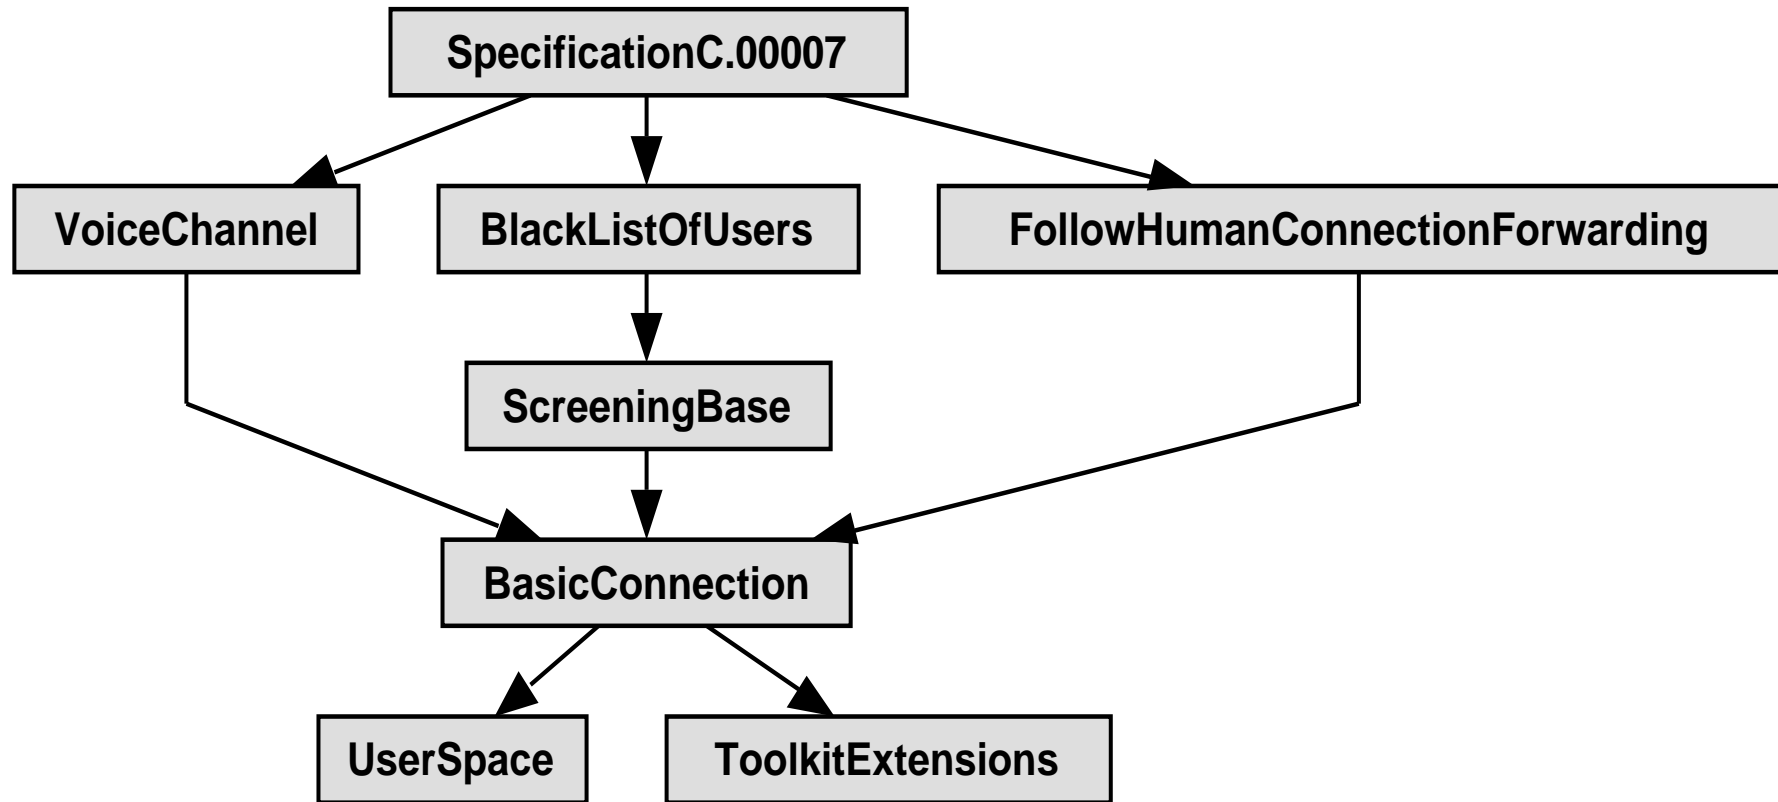 SpecificationC.00007
VoiceChannel
BlackListOfUsers
FollowHumanConnectionForwarding
ScreeningBase
BasicConnection
UserSpace
ToolkitExtensions